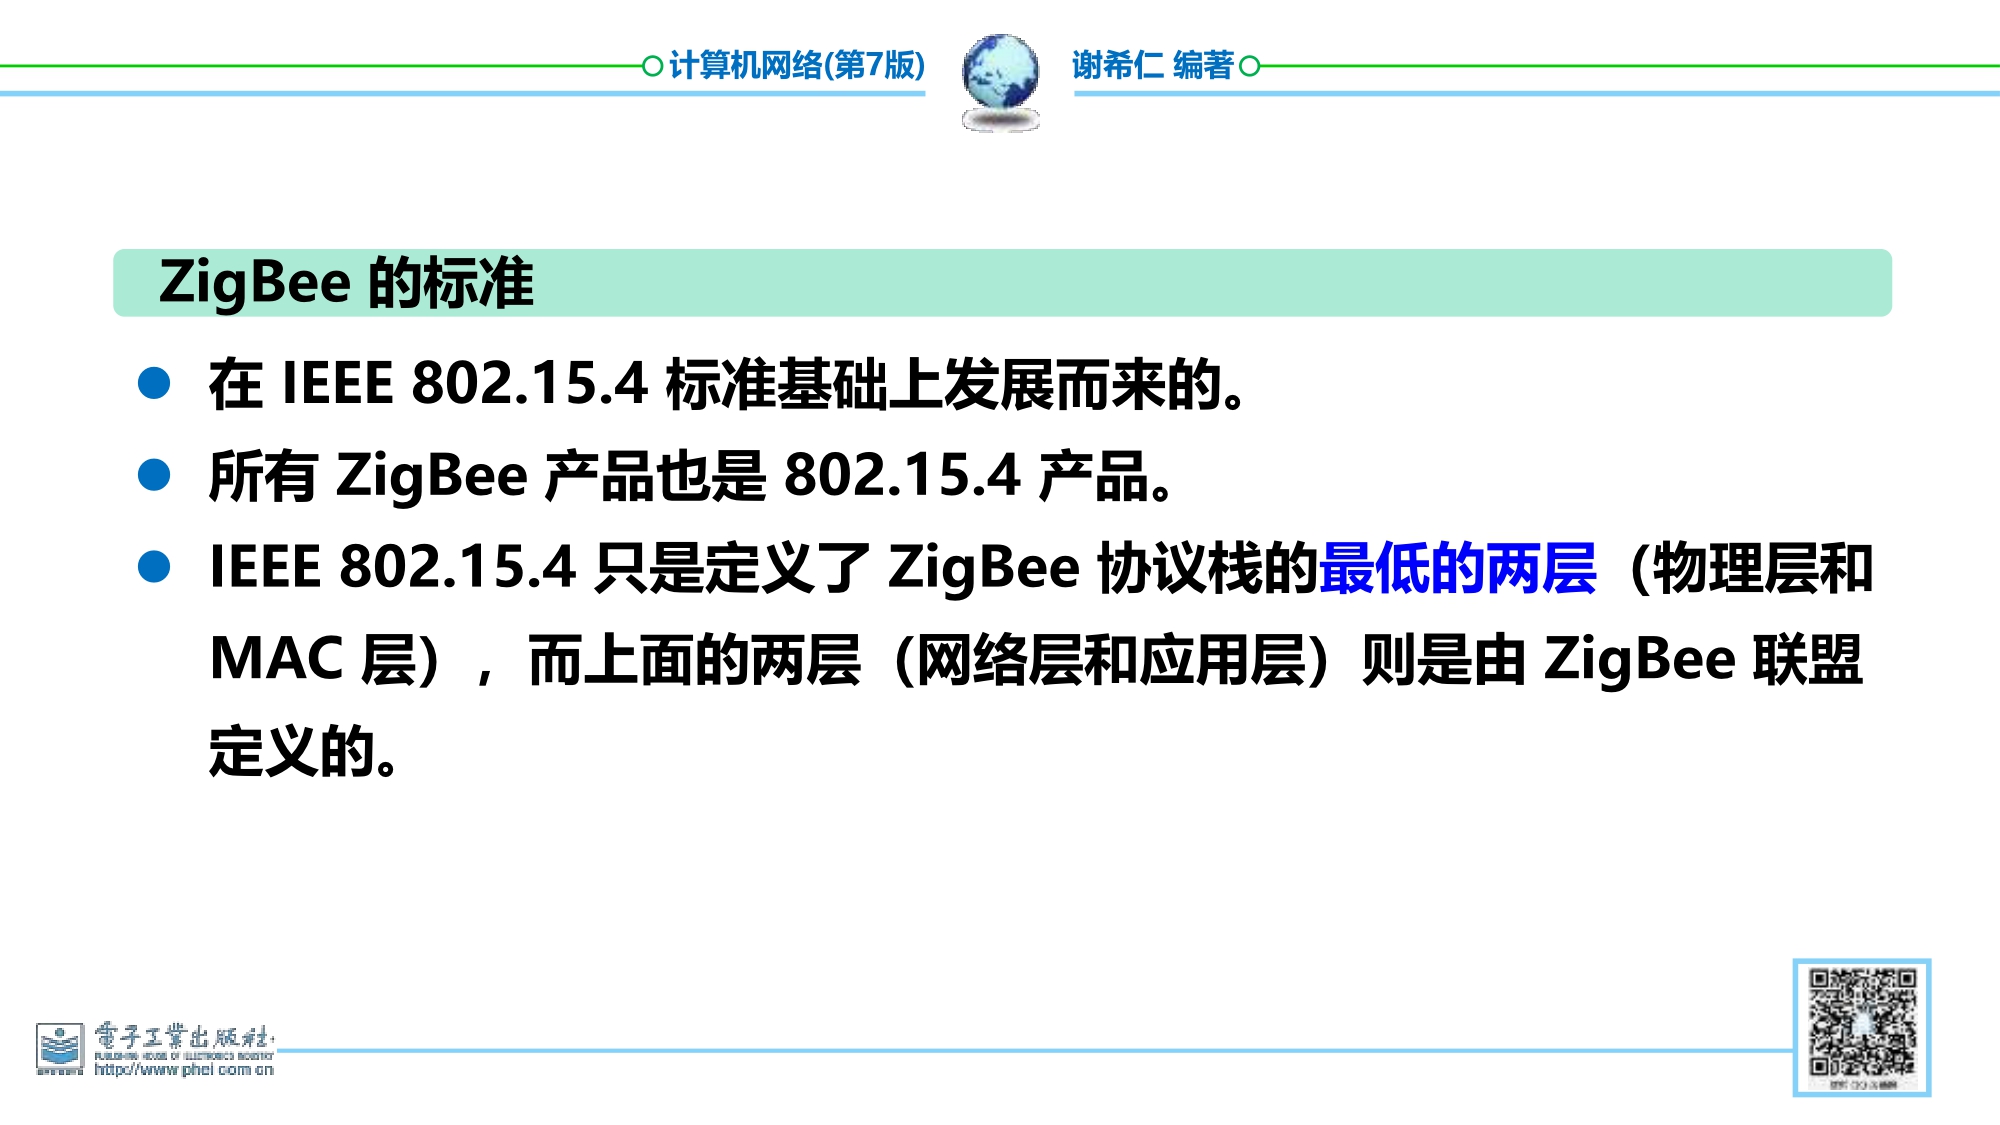 计算机网络(第7版) 谢希仁 编著
ZigBee 的标准
● 在 IEEE 802.15.4 标准基础上发展而来的。
● 所有 ZigBee 产品也是 802.15.4 产品。
● IEEE 802.15.4 只是定义了 ZigBee 协议栈的最低的两层（物理层和
MAC 层），而上面的两层（网络层和应用层）则是由 ZigBee 联盟
定义的。
電子工業出版社
PUBLISHING HOUSE OF ELECTRONICS INDUSTRY
http://www.phei.com.cn